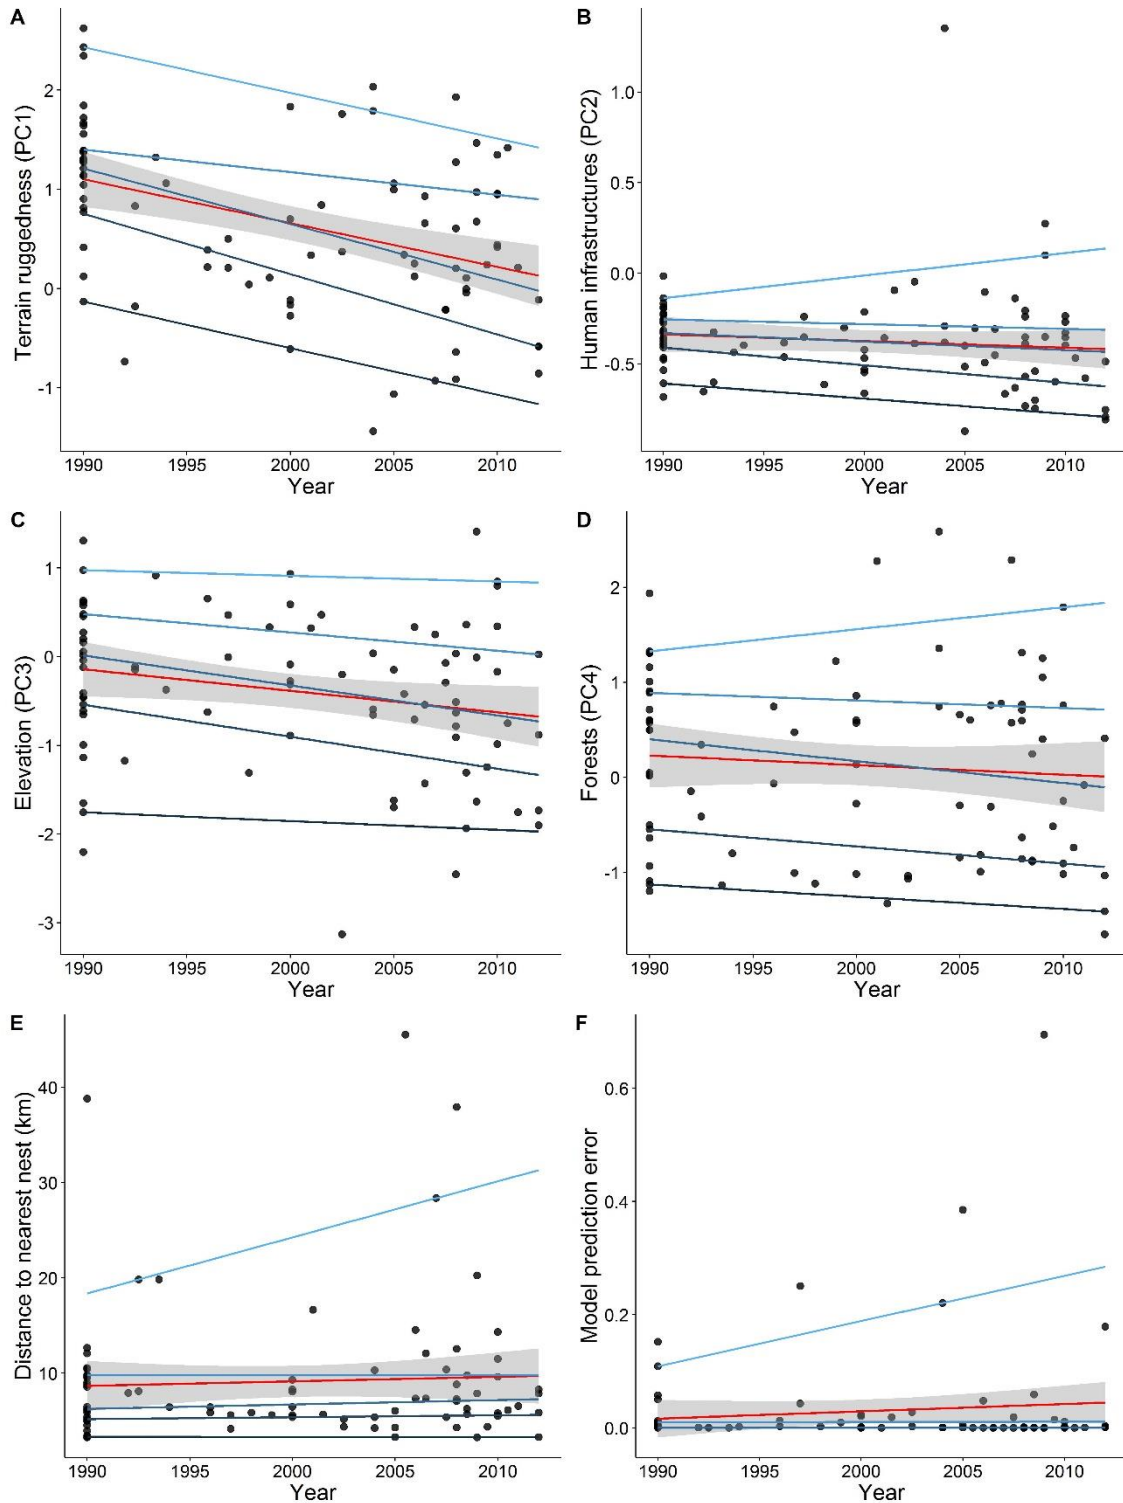 A
Terrain ruggedness (PC1)
2
1
0
-1
1990 1995 2000 2005 2010
Year
B
Human infrastructures (PC2)
1.0
0.5
0.0
-0.5
1990 1995 2000 2005 2010
Year
C
Elevation (PC3)
1
0
-1
-2
-3
1990 1995 2000 2005 2010
Year
D
Forests (PC4)
2
1
0
-1
1990 1995 2000 2005 2010
Year
E
Distance to nearest nest (km)
40
30
20
10
1990 1995 2000 2005 2010
Year
F
Model prediction error
0.6
0.4
0.2
0.0
1990 1995 2000 2005 2010
Year